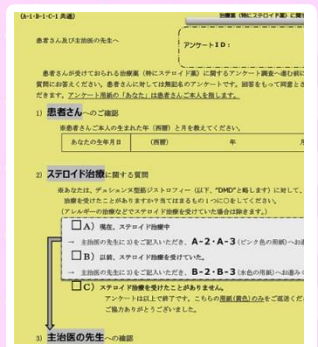 (A-1・B-1・C-1 共通)
治療薬（特にステロイド薬）に関す
患者さん及び主治医の先生へ
アンケートID：
患者さんが受けておられる治療薬（特にステロイド薬）に関するアンケート調査へ進む前に
質問にお答えください。患者さんに対しては無記名のアンケートです。回答をもって同意と
だきます。アンケート用紙の「あなた」は患者さんご本人を指します。
1) 患者さんへのご確認
※患者さんご本人の生まれた年（西暦）と月を教えてください。
あなたの生年月日 （西暦） 年 月
2) ステロイド治療に関する質問
※あなたは、デュシェンヌ型筋ジストロフィー（以下、“DMD”と略します）に対して、
治療を受けたことがありますか？当てはまるもの1つに○をしてください。
（アレルギーの治療などでステロイド治療を受けていた場合は除きます。）
□A）現在、ステロイド治療中
→ 主治医の先生に3)をご記入いただき、A-2・A-3（ピンク色の用紙）へお進
□B）以前、ステロイド治療を受けていた。
→ 主治医の先生に3)をご記入いただき、B-2・B-3（水色の用紙）へお進み
□C）ステロイド治療を受けたことがありません。
アンケートは以上で終了です。こちらの用紙(黄色)のみをご返送くだ
ご協力ありがとうございました。
3) 主治医の先生への確認